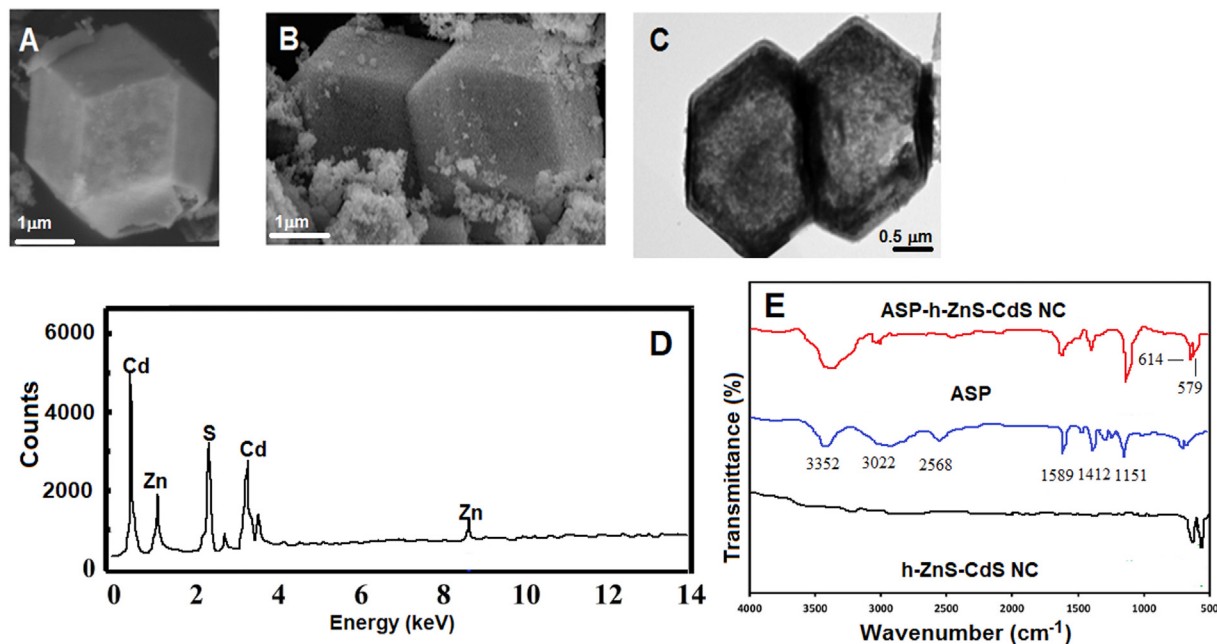 A
1μm
B
1μm
C
0.5 μm
D
6000
4000
2000
0
Counts
Cd
Zn
S
Cd
Zn
0 2 4 6 8 10 12 14
Energy (keV)
E
ASP-h-ZnS-CdS NC
614
579
ASP
3352 3022 2568 1589 1412 1151
h-ZnS-CdS NC
Transmittance (%)
4000 3500 3000 2500 2000 1500 1000 500
Wavenumber (cm⁻¹)